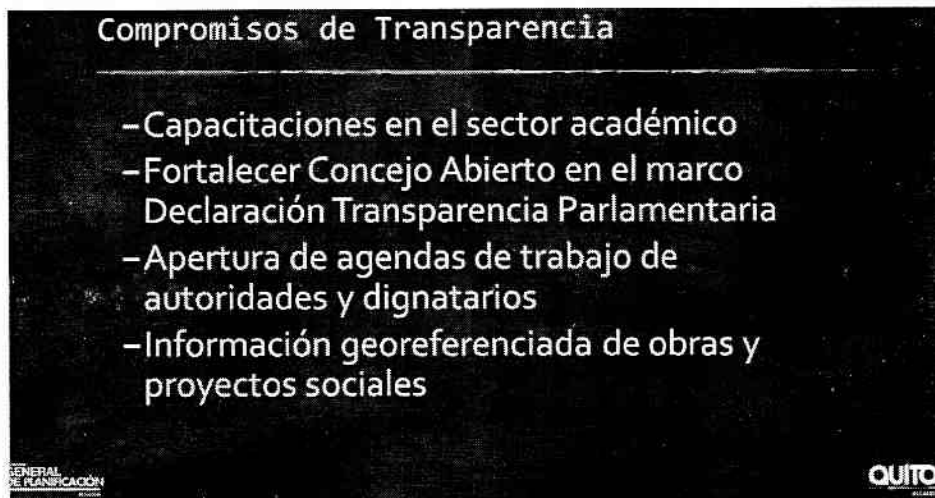 Compromisos de Transparencia
–Capacitaciones en el sector académico
–Fortalecer Concejo Abierto en el marco
Declaración Transparencia Parlamentaria
–Apertura de agendas de trabajo de
autoridades y dignatarios
–Información georeferenciada de obras y
proyectos sociales
GENERAL
DE PLANIFICACIÓN
QUITO